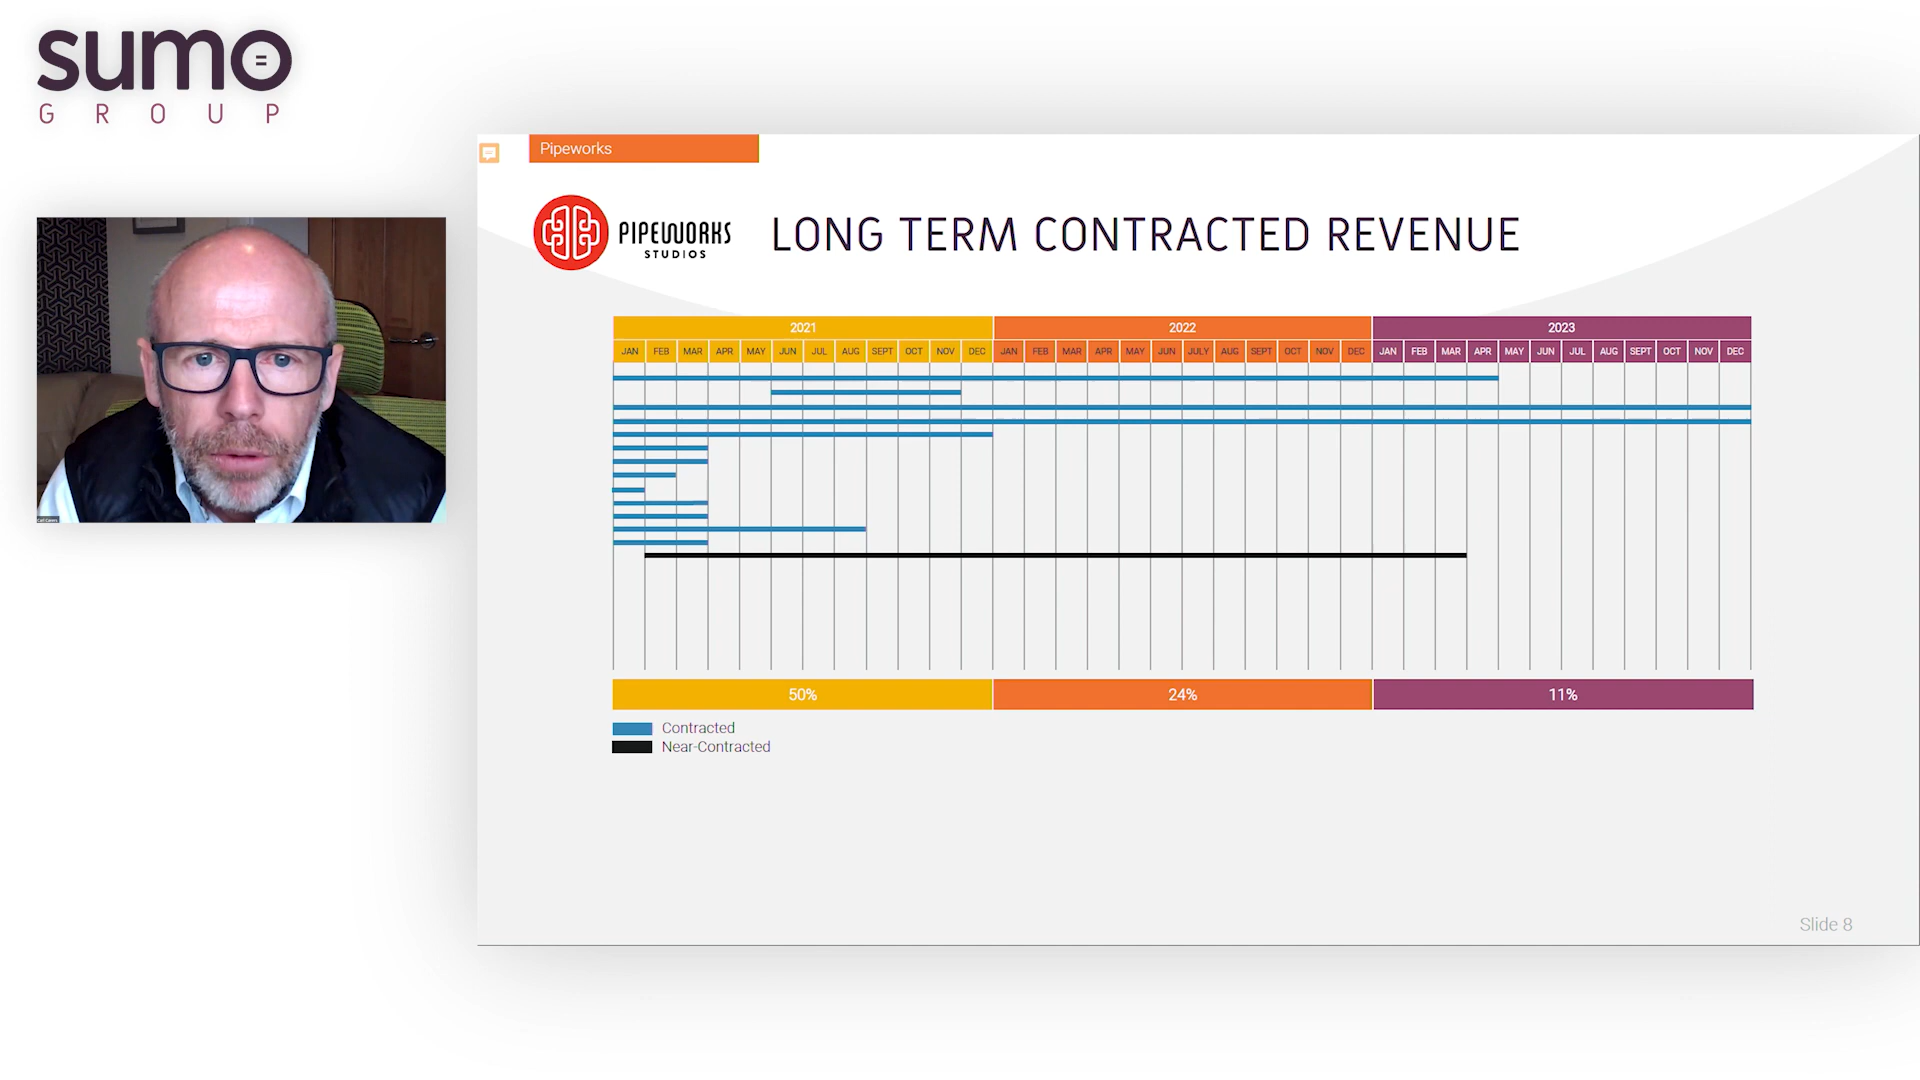 sumo
GROUP
Pipeworks
PIPEWORKS
STUDIOS
LONG TERM CONTRACTED REVENUE
2021 2022 2023
JAN FEB MAR APR MAY JUN JUL AUG SEPT OCT NOV DEC JAN FEB MAR APR MAY JUN JULY AUG SEPT OCT NOV DEC JAN FEB MAR APR MAY JUN JUL AUG SEPT OCT NOV DEC
50% 24% 11%
Contracted
Near-Contracted
Slide 8